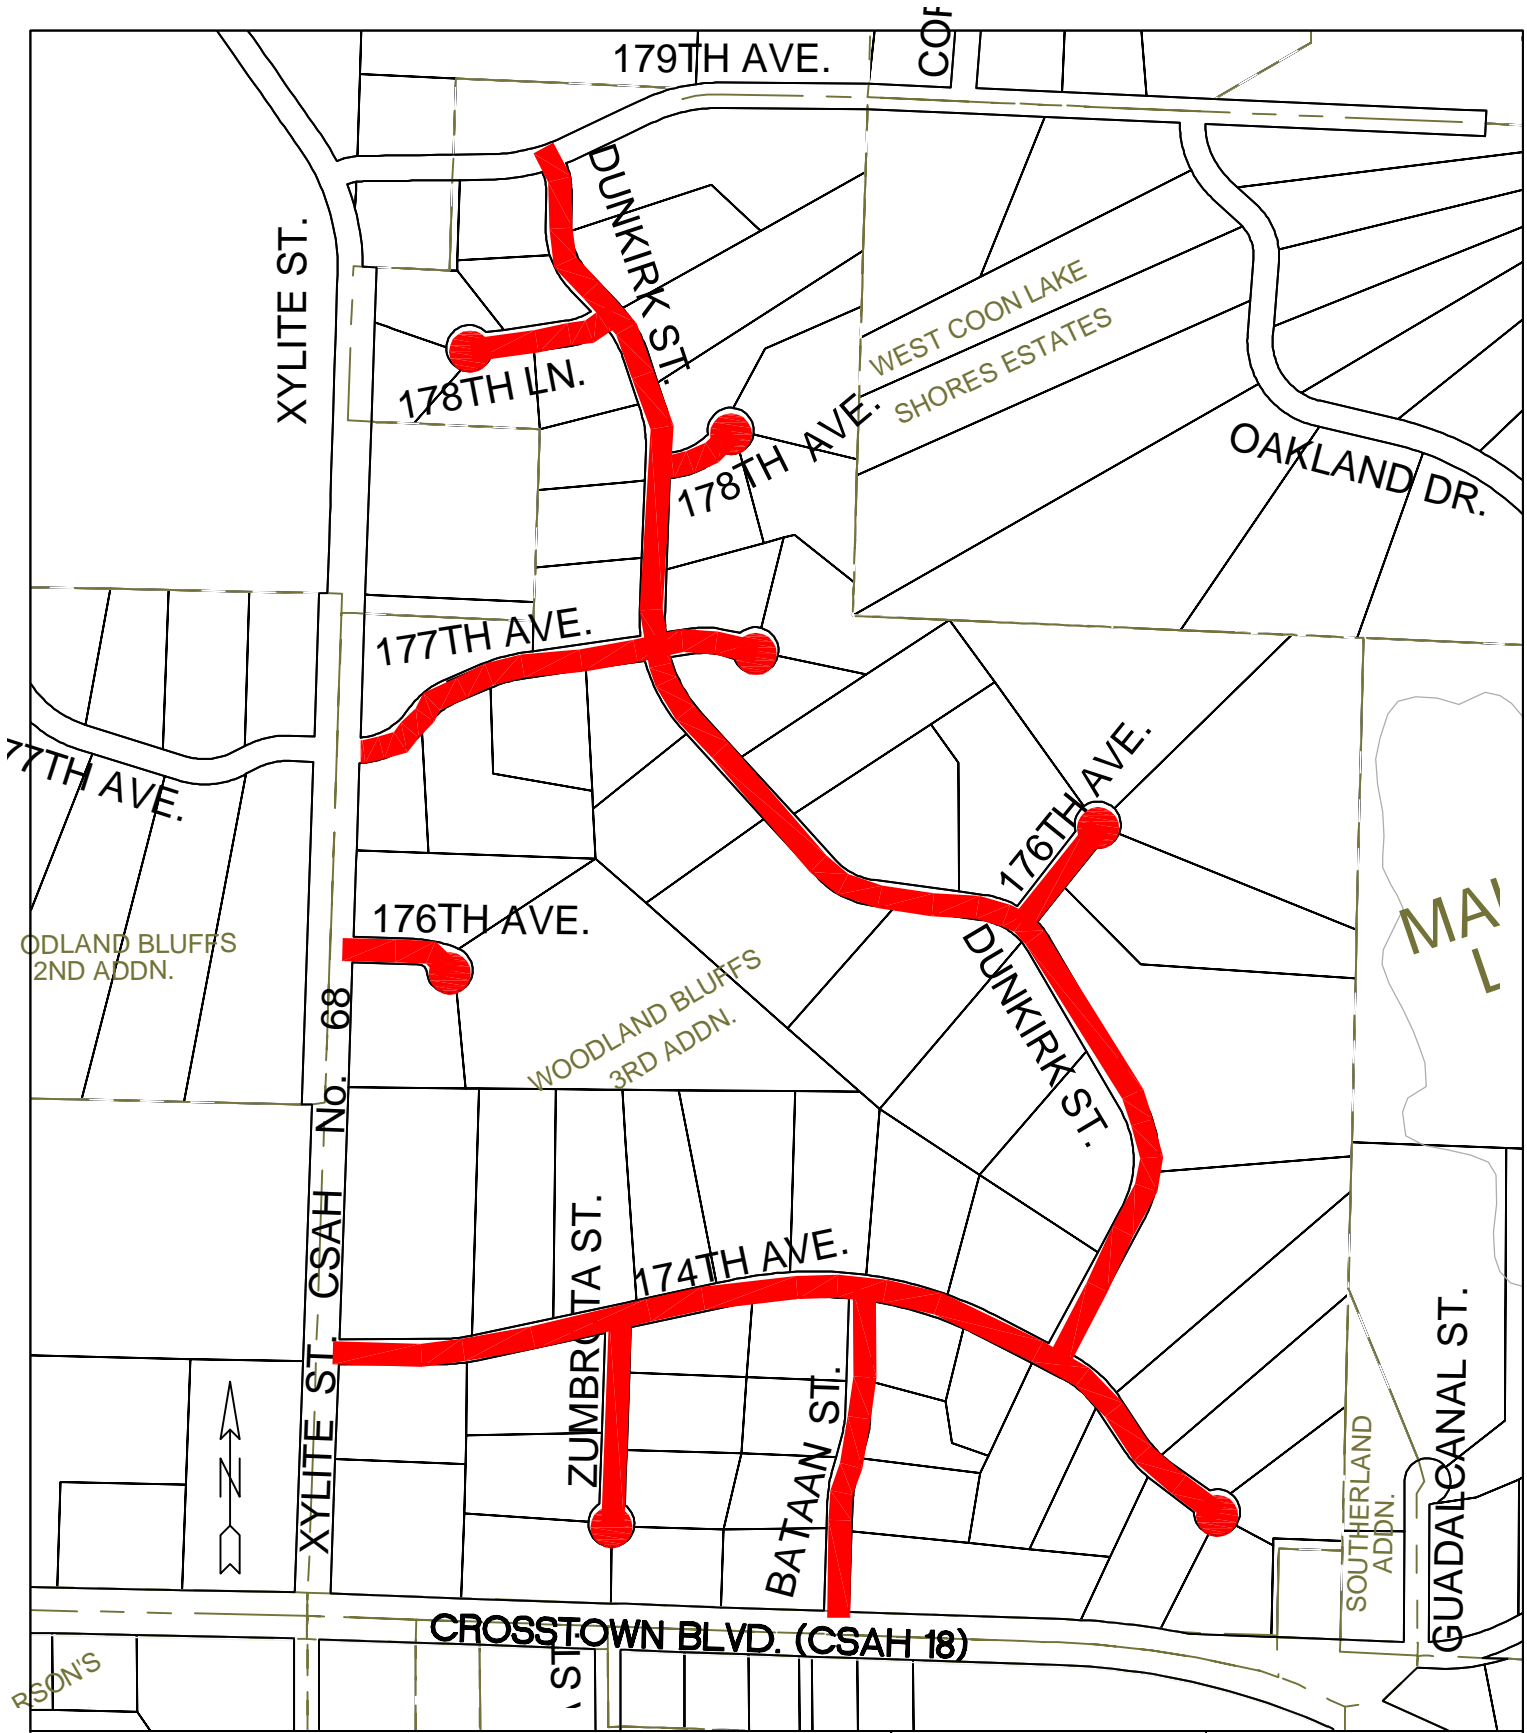 179TH AVE.
DUNKIRK ST.
XYLITE ST.
WEST COON LAKE
SHORES ESTATES
178TH LN.
178TH AVE.
OAKLAND DR.
177TH AVE.
77TH AVE.
176TH AVE.
176TH AVE.
ODLAND BLUFFS
2ND ADDN.
WOODLAND BLUFFS
3RD ADDN.
DUNKIRK ST.
XYLITE ST. CSAH No. 68
174TH AVE.
ZUMBROTA ST.
BATAAN ST.
GUADALCANAL ST.
SOUTHERLAND
ADDN.
N
CROSSTOWN BLVD. (CSAH 18)
RSON'S
ST.